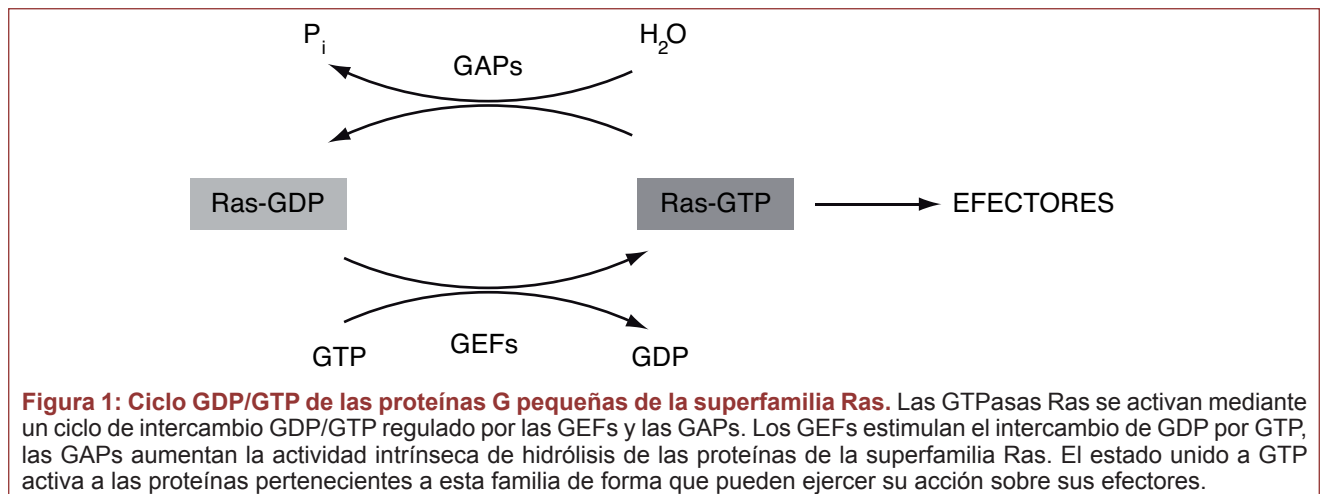 Pi H2O
GAPs
Ras-GDP Ras-GTP EFECTORES
GTP GEFs GDP
Figura 1: Ciclo GDP/GTP de las proteínas G pequeñas de la superfamilia Ras. Las GTPasas Ras se activan mediante
un ciclo de intercambio GDP/GTP regulado por las GEFs y las GAPs. Los GEFs estimulan el intercambio de GDP por GTP,
las GAPs aumentan la actividad intrínseca de hidrólisis de las proteínas de la superfamilia Ras. El estado unido a GTP
activa a las proteínas pertenecientes a esta familia de forma que pueden ejercer su acción sobre sus efectores.